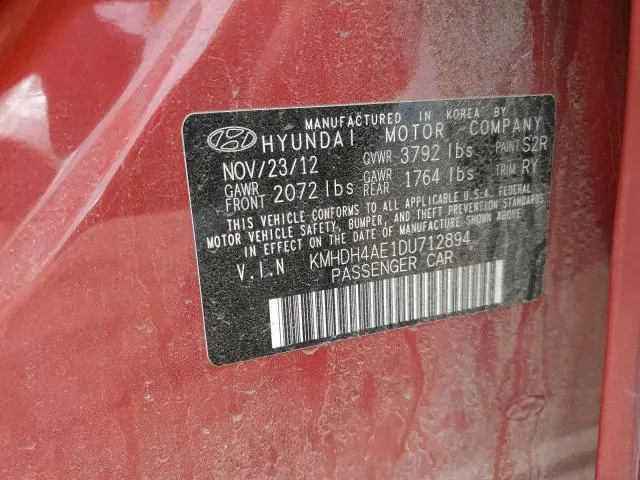 MANUFACTURED IN KOREA BY
HYUNDAI MOTOR COMPANY
NOV/23/12 GVWR 3792 lbs PAINT S2R
GAWR FRONT 2072 lbs GAWR REAR 1764 lbs TRIM RY
THIS VEHICLE CONFORMS TO ALL APPLICABLE U.S.A. FEDERAL
MOTOR VEHICLE SAFETY, BUMPER, AND THEFT PREVENTION STANDARDS
IN EFFECT ON THE DATE OF MANUFACTURE SHOWN ABOVE.
V.I.N KMHDH4AE1DU712894
PASSENGER CAR